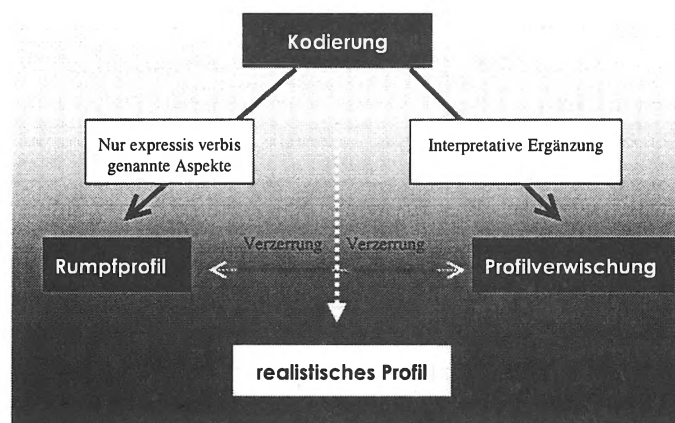 Kodierung
Nur expressis verbis
genannte Aspekte
Interpretative Ergänzung
Verzerrung
Verzerrung
Rumpfprofil
Profilverwischung
realistisches Profil